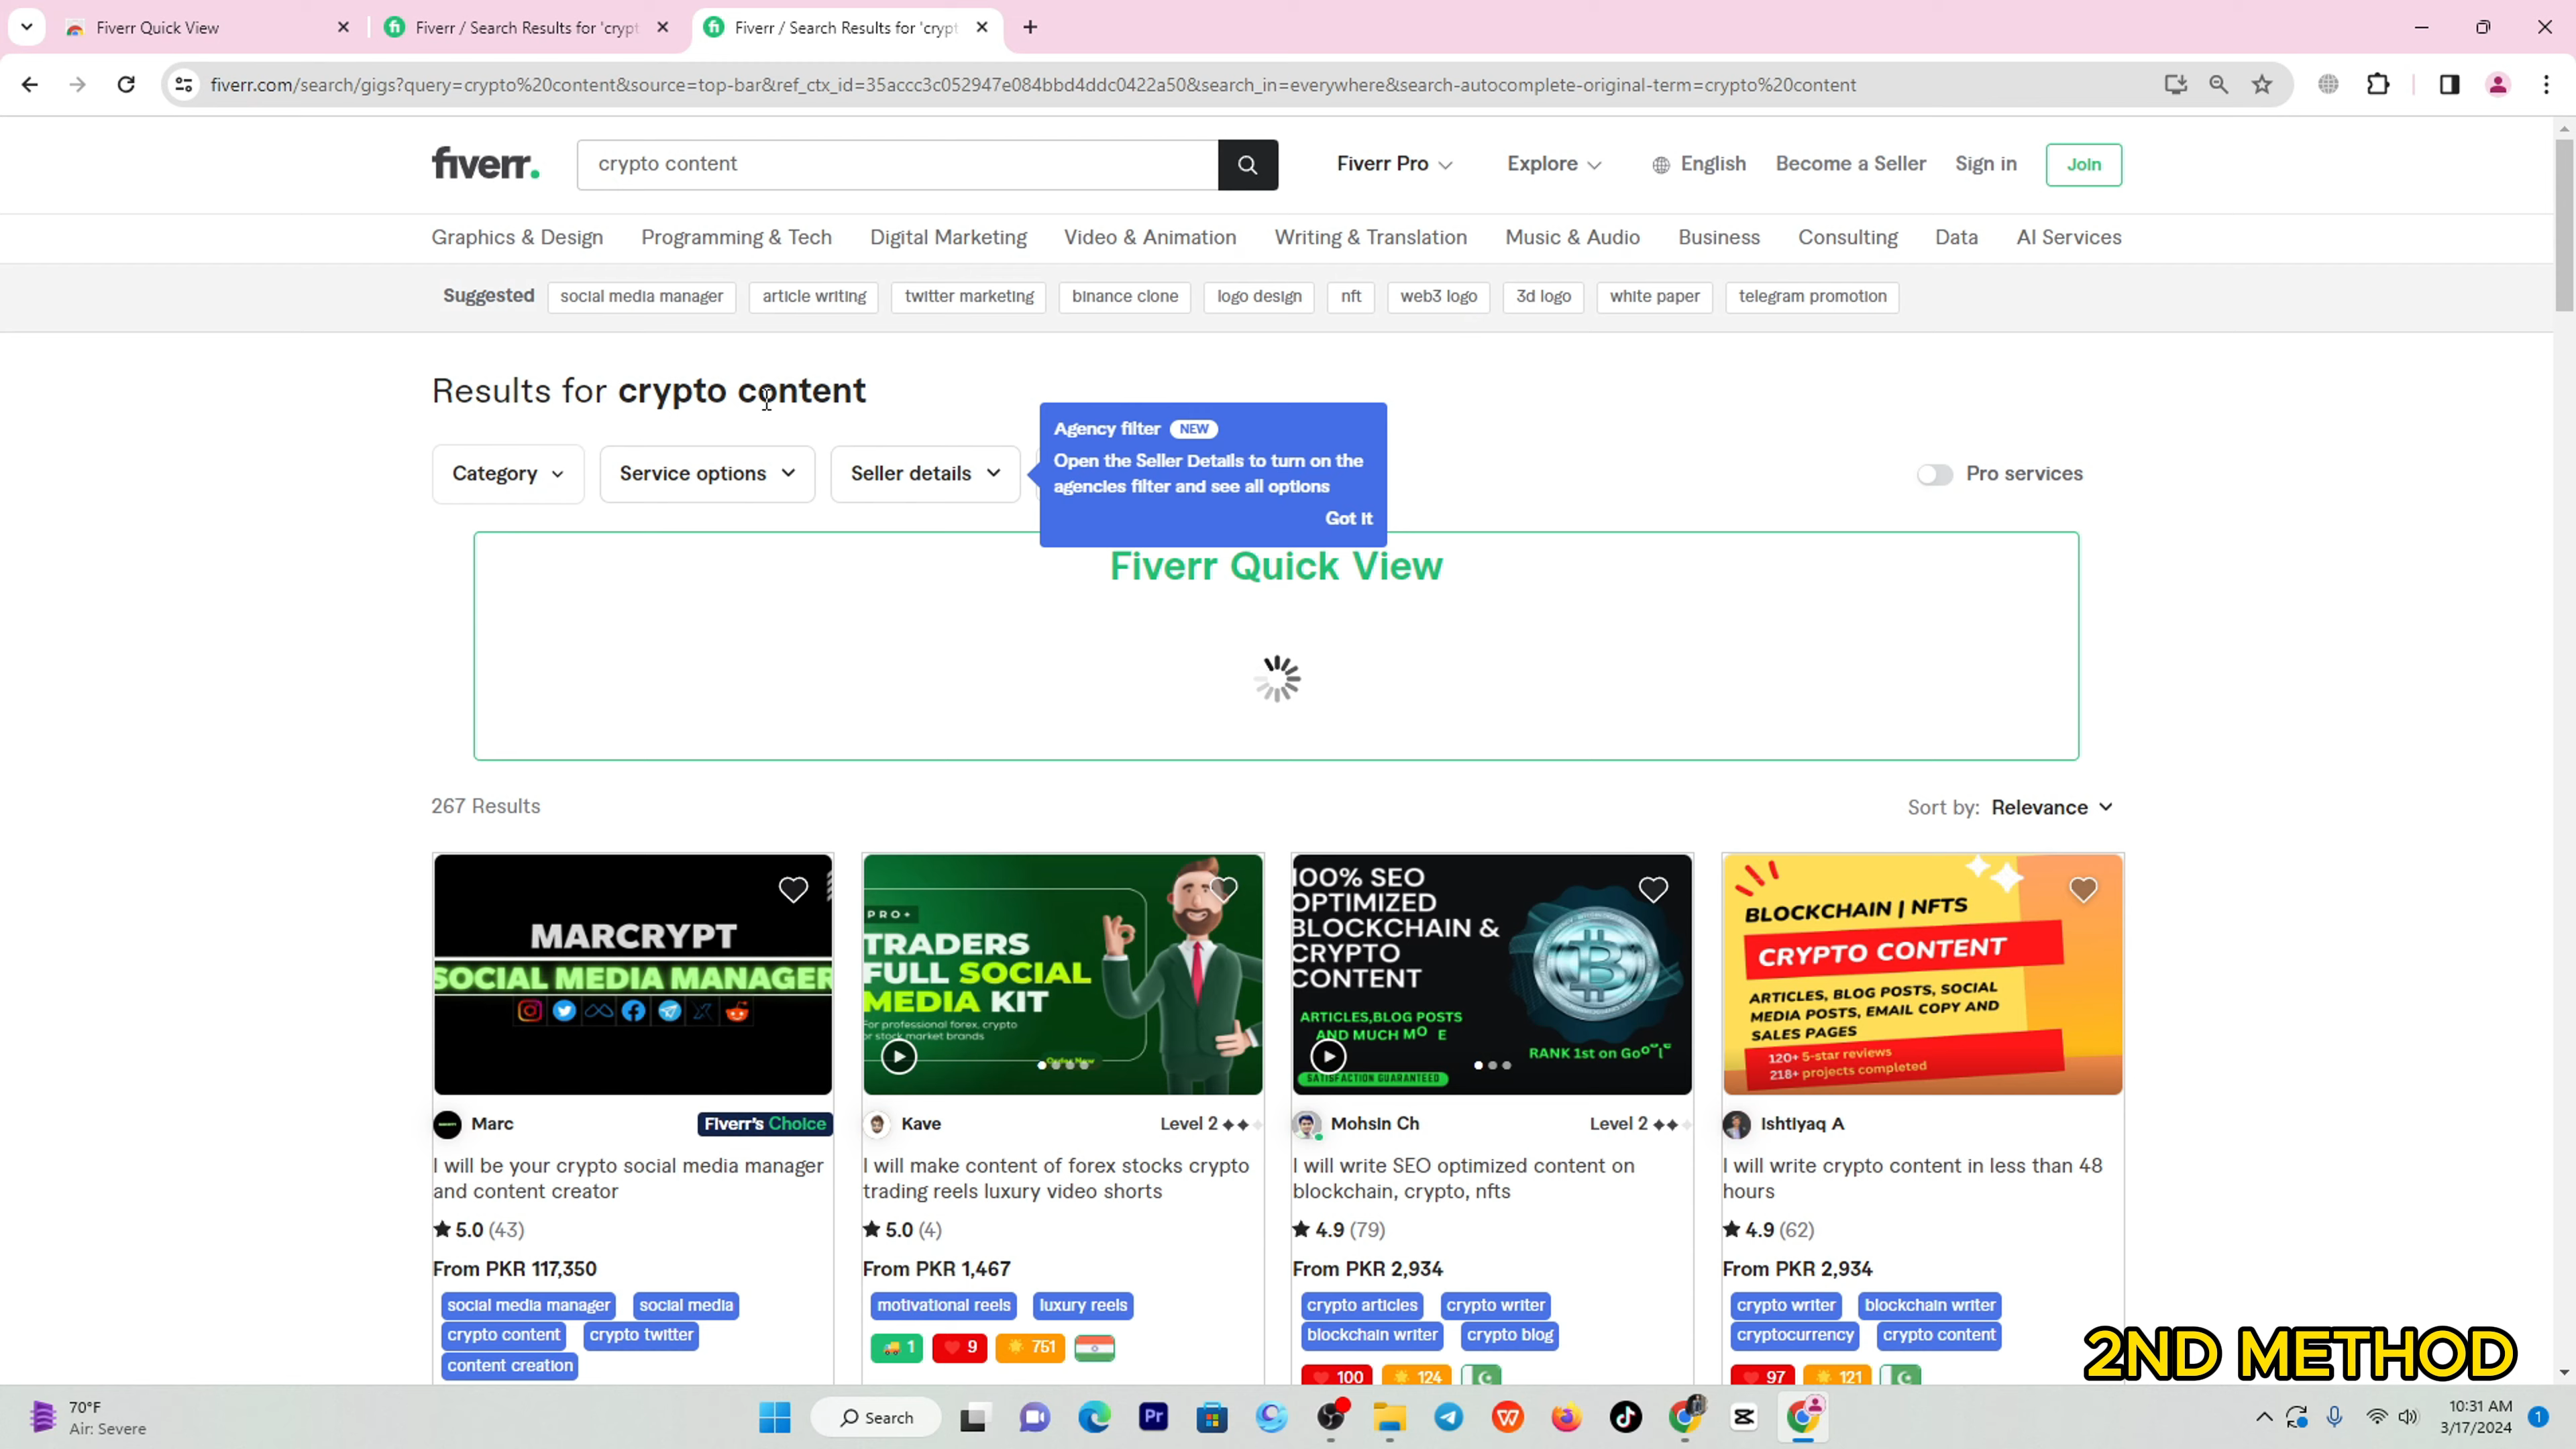 Fiverr Quick View
Fiverr / Search Results for 'crypt
Fiverr / Search Results for 'crypt
fiverr.com/search/gigs?query=crypto%20content&source=top-bar&ref_ctx_id=35accc3c052947e084bbd4ddc0422a50&search_in=everywhere&search-autocomplete-original-term=crypto%20content
fiverr.
crypto content
Fiverr Pro
Explore
English
Become a Seller
Sign in
Join
Graphics & Design
Programming & Tech
Digital Marketing
Video & Animation
Writing & Translation
Music & Audio
Business
Consulting
Data
AI Services
Suggested
social media manager
article writing
twitter marketing
binance clone
logo design
nft
web3 logo
3d logo
white paper
telegram promotion
Results for crypto content
Category
Service options
Seller details
Agency filter NEW
Open the Seller Details to turn on the
agencies filter and see all options
Got it
Pro services
Fiverr Quick View
267 Results
Sort by: Relevance
MARCRYPT
SOCIAL MEDIA MANAGER
Marc
Fiverr's Choice
I will be your crypto social media manager
and content creator
5.0 (43)
From PKR 117,350
social media manager
social media
crypto content
crypto twitter
content creation
PRO+
TRADERS
FULL SOCIAL
MEDIA KIT
For professional forex, crypto
or stock market brands
Order Now
Kave
Level 2
I will make content of forex stocks crypto
trading reels luxury video shorts
5.0 (4)
From PKR 1,467
motivational reels
luxury reels
1
9
751
100% SEO
OPTIMIZED
BLOCKCHAIN &
CRYPTO
CONTENT
ARTICLES,BLOG POSTS
AND MUCH MO E
RANK 1st on Google
SATISFACTION GUARANTEED
Mohsin Ch
Level 2
I will write SEO optimized content on
blockchain, crypto, nfts
4.9 (79)
From PKR 2,934
crypto articles
crypto writer
blockchain writer
crypto blog
100
124
BLOCKCHAIN | NFTS
CRYPTO CONTENT
ARTICLES, BLOG POSTS, SOCIAL
MEDIA POSTS, EMAIL COPY AND
SALES PAGES
120+ 5-star reviews
218+ projects completed
Ishtiyaq A
I will write crypto content in less than 48
hours
4.9 (62)
From PKR 2,934
crypto writer
blockchain writer
cryptocurrency
crypto content
97
121
2ND METHOD
70°F
Air: Severe
Search
Pr
10:31 AM
3/17/2024
1